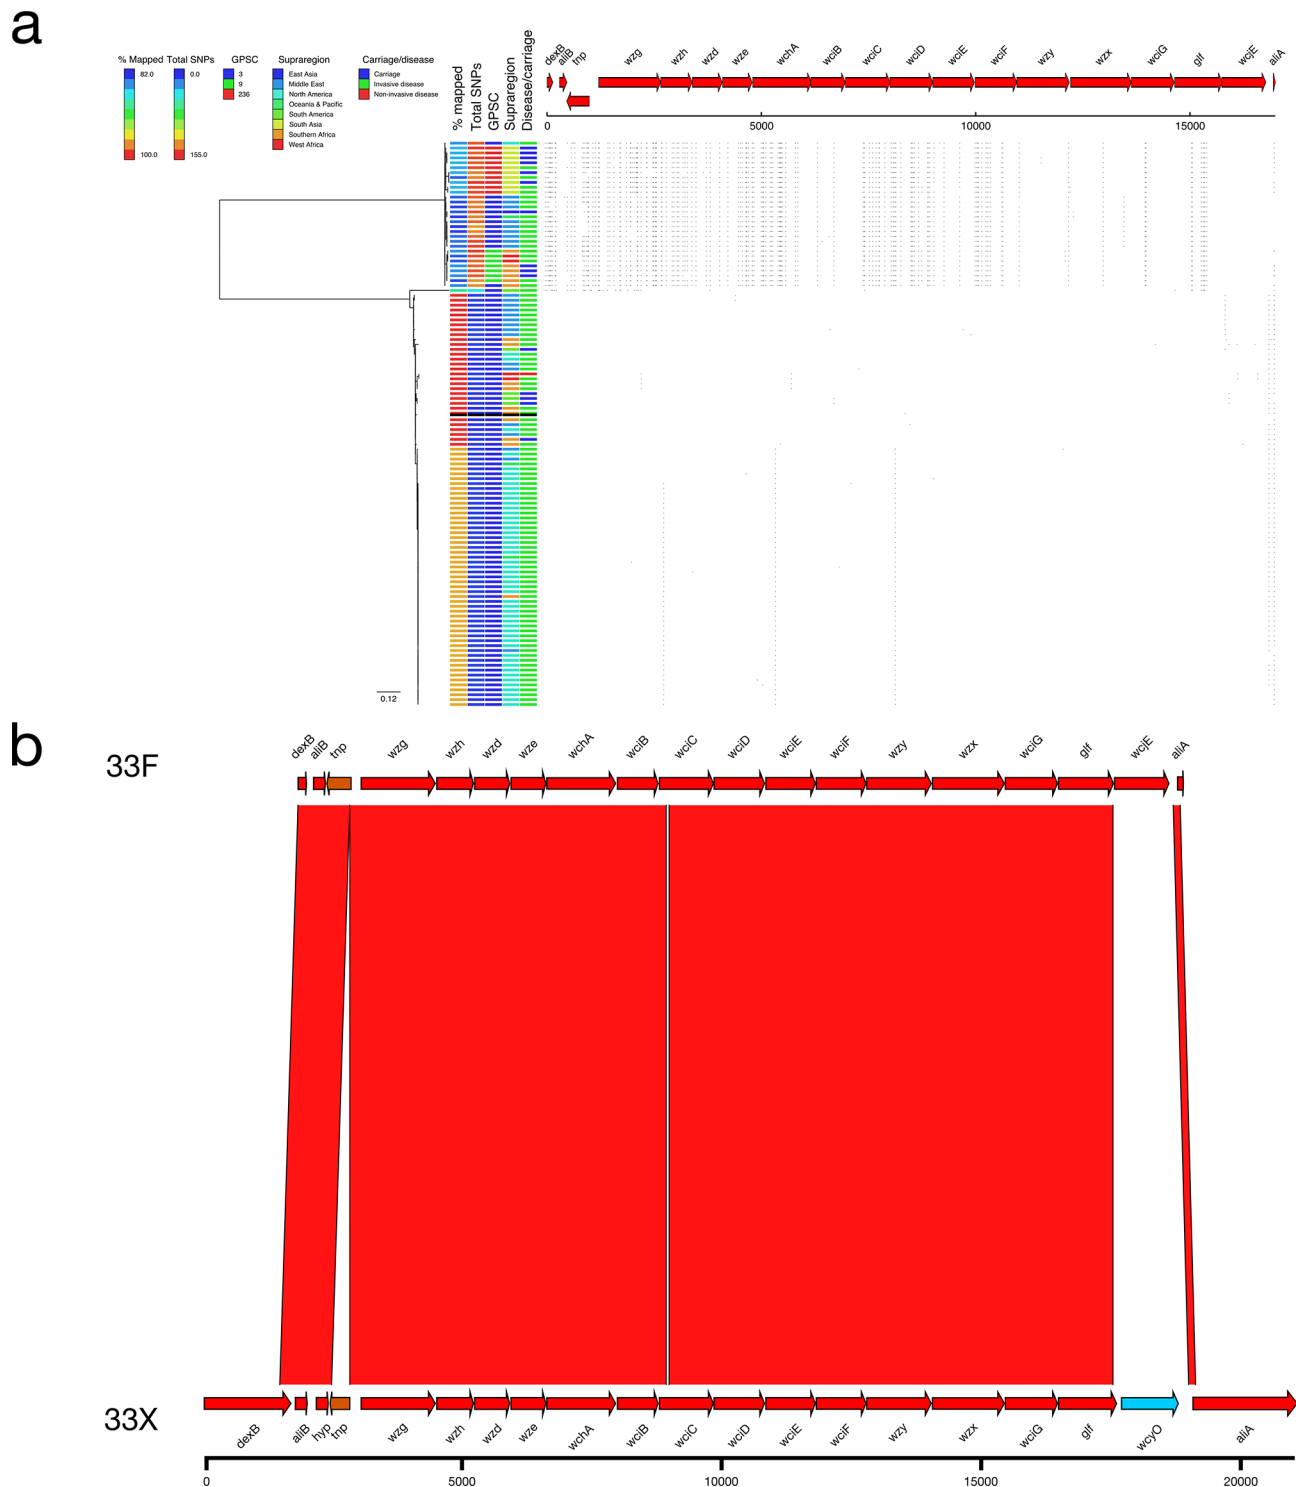 a
% Mapped Total SNPs GPSC Supraregion Carriage/disease
82.0 0.0 3 East Asia Carriage
9 Middle East Invasive disease
236 North America Non-invasive disease
Oceania & Pacific
South America
South Asia
Southern Africa
100.0 155.0 West Africa
% mapped
Total SNPs
GPSC
Supraregion
Disease/carriage
dexB aliB tnp wzg wzh wzd wze wchA wciB wciC wciD wciE wciF wzy wzx wciG glf wcjE aliA
0 5000 10000 15000
0.12
b
33F
dexB aliB tnp wzg wzh wzd wze wchA wciB wciC wciD wciE wciF wzy wzx wciG glf wcjE aliA
33X
dexB aliB hyp tnp wzg wzh wzd wze wchA wciB wciC wciD wciE wciF wzy wzx wciG glf wcyO aliA
0 5000 10000 15000 20000